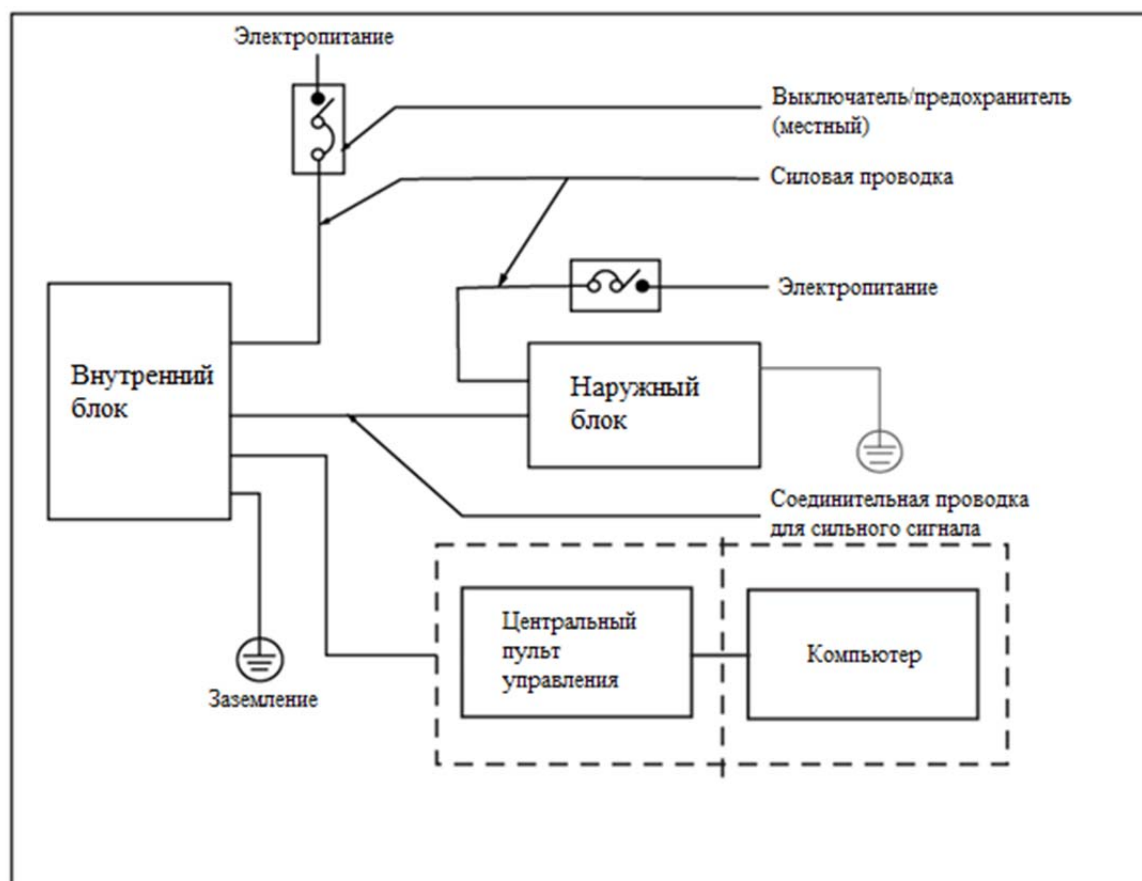 Электропитание
Выключатель/предохранитель
(местный)
Силовая проводка
Электропитание
Внутренний
блок
Наружный
блок
Соединительная проводка
для сильного сигнала
Центральный
пульт
управления
Компьютер
Заземление